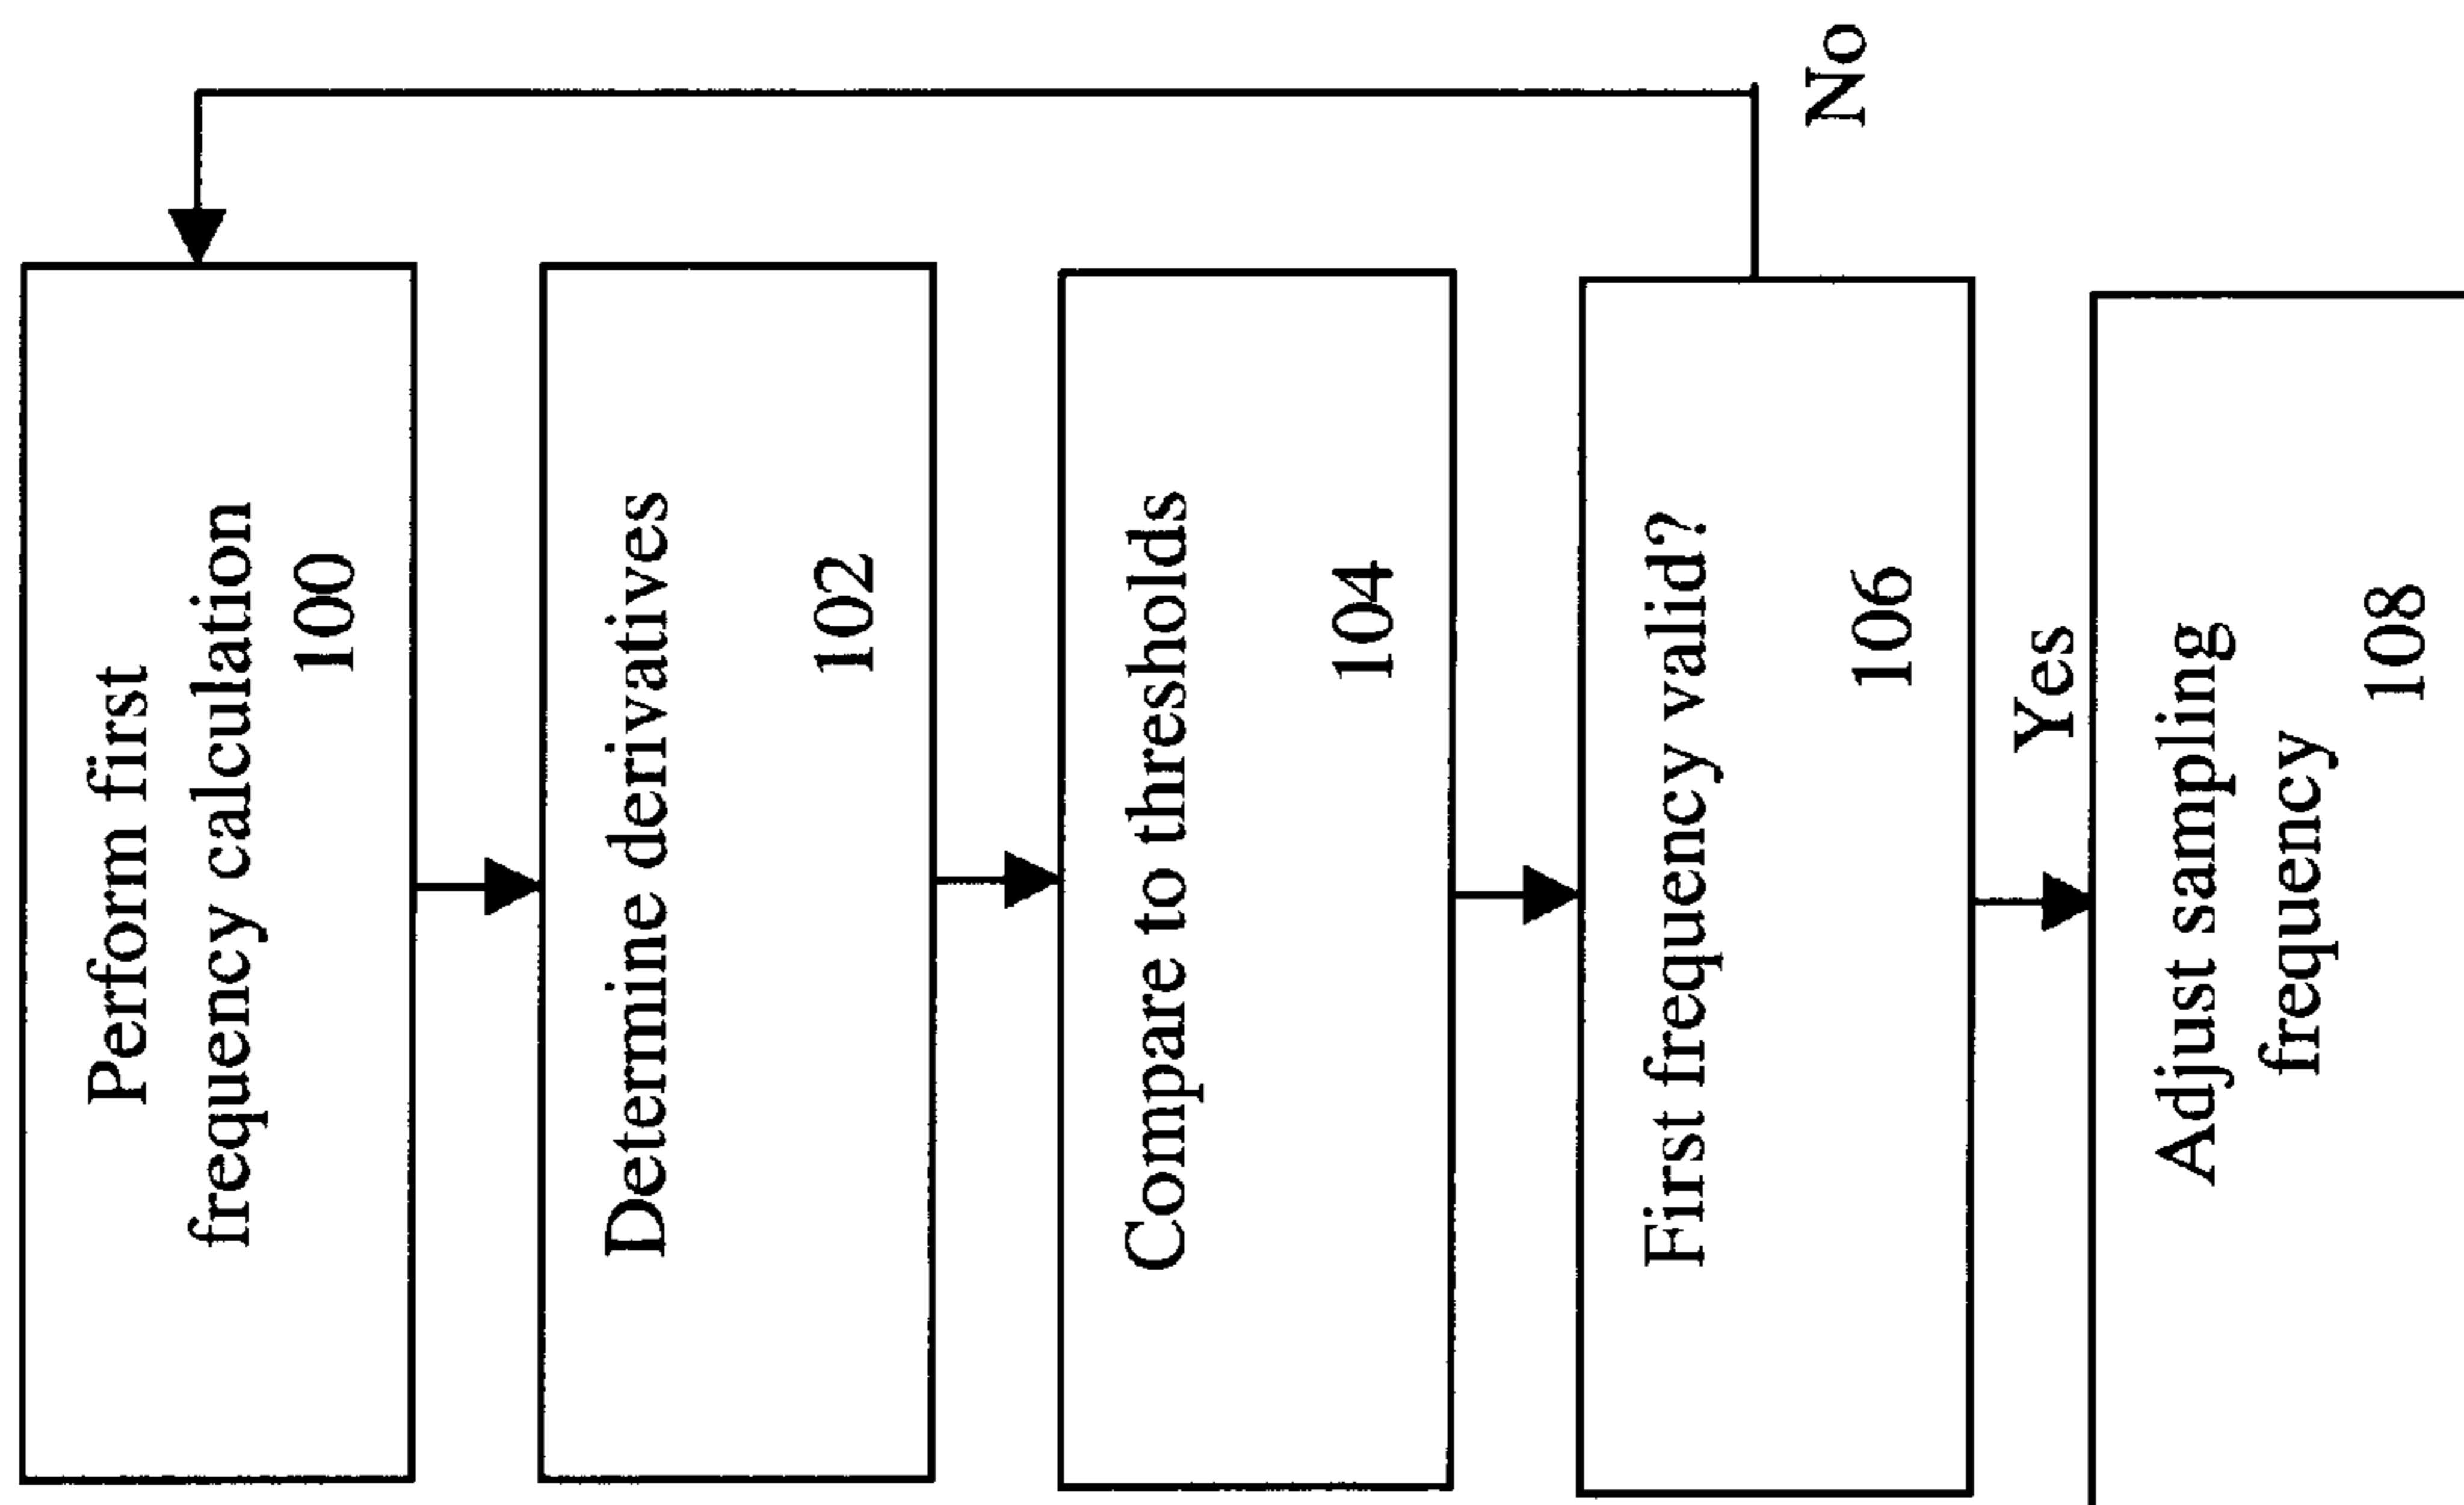 Perform first
frequency calculation
100
Determine derivatives
102
Compare to thresholds
104
First frequency valid?
106
No
Yes
Adjust sampling
frequency
108